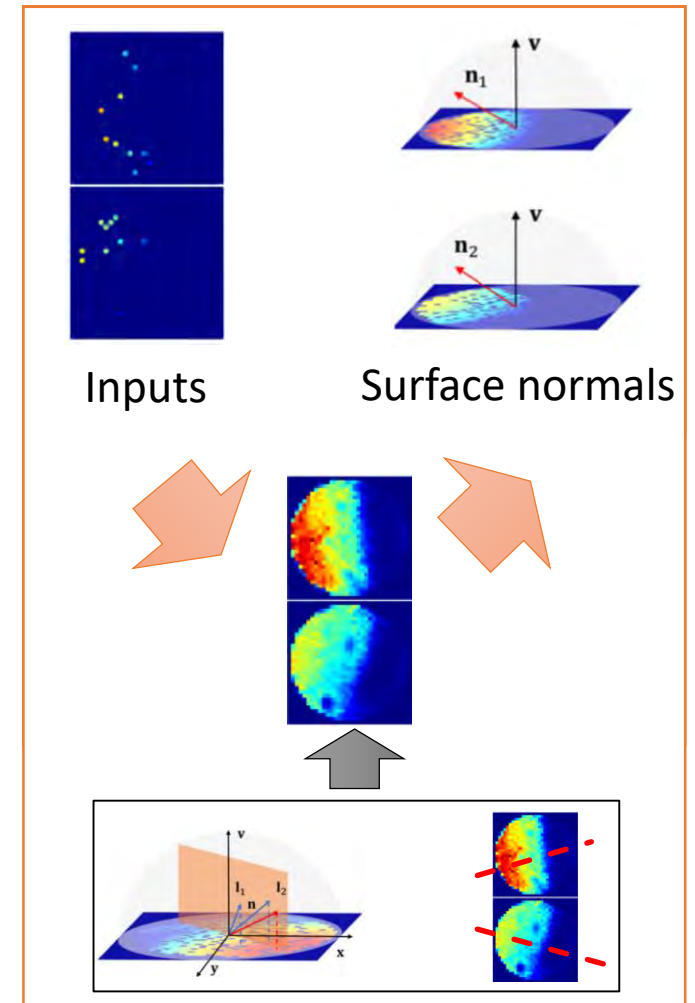 v
n₁
v
n₂
Inputs
Surface normals
v
l₁
l₂
n
x
y